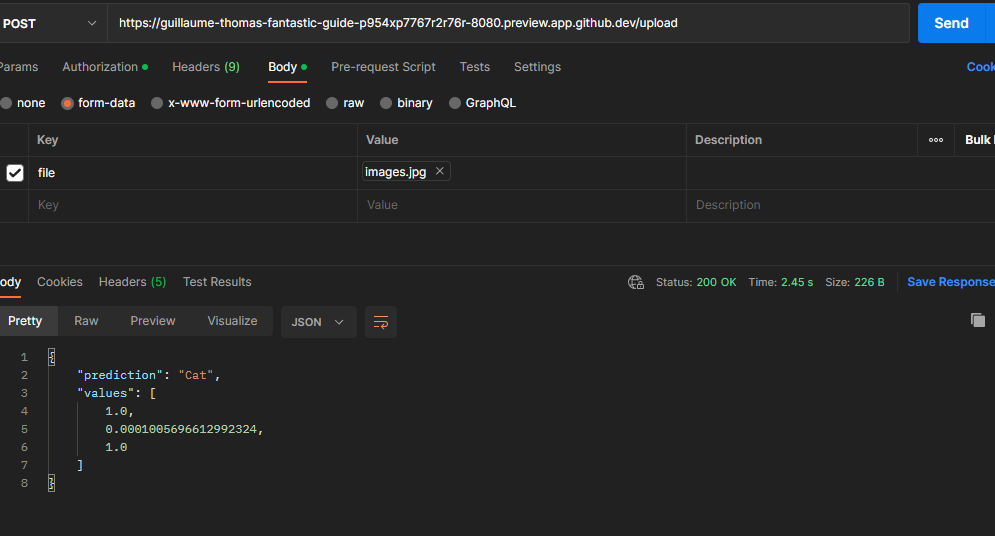 POST https://guillaume-thomas-fantastic-guide-p954xp7767r2r76r-8080.preview.app.github.dev/upload Send
Params Authorization Headers (9) Body Pre-request Script Tests Settings Cook
none form-data x-www-form-urlencoded raw binary GraphQL
Key Value Description Bulk
file images.jpg
Key Value Description
ody Cookies Headers (5) Test Results Status: 200 OK Time: 2.45 s Size: 226 B Save Response
Pretty Raw Preview Visualize JSON
1 {
2 "prediction": "Cat",
3 "values": [
4 1.0,
5 0.0001005696612992324,
6 1.0
7 ]
8 }